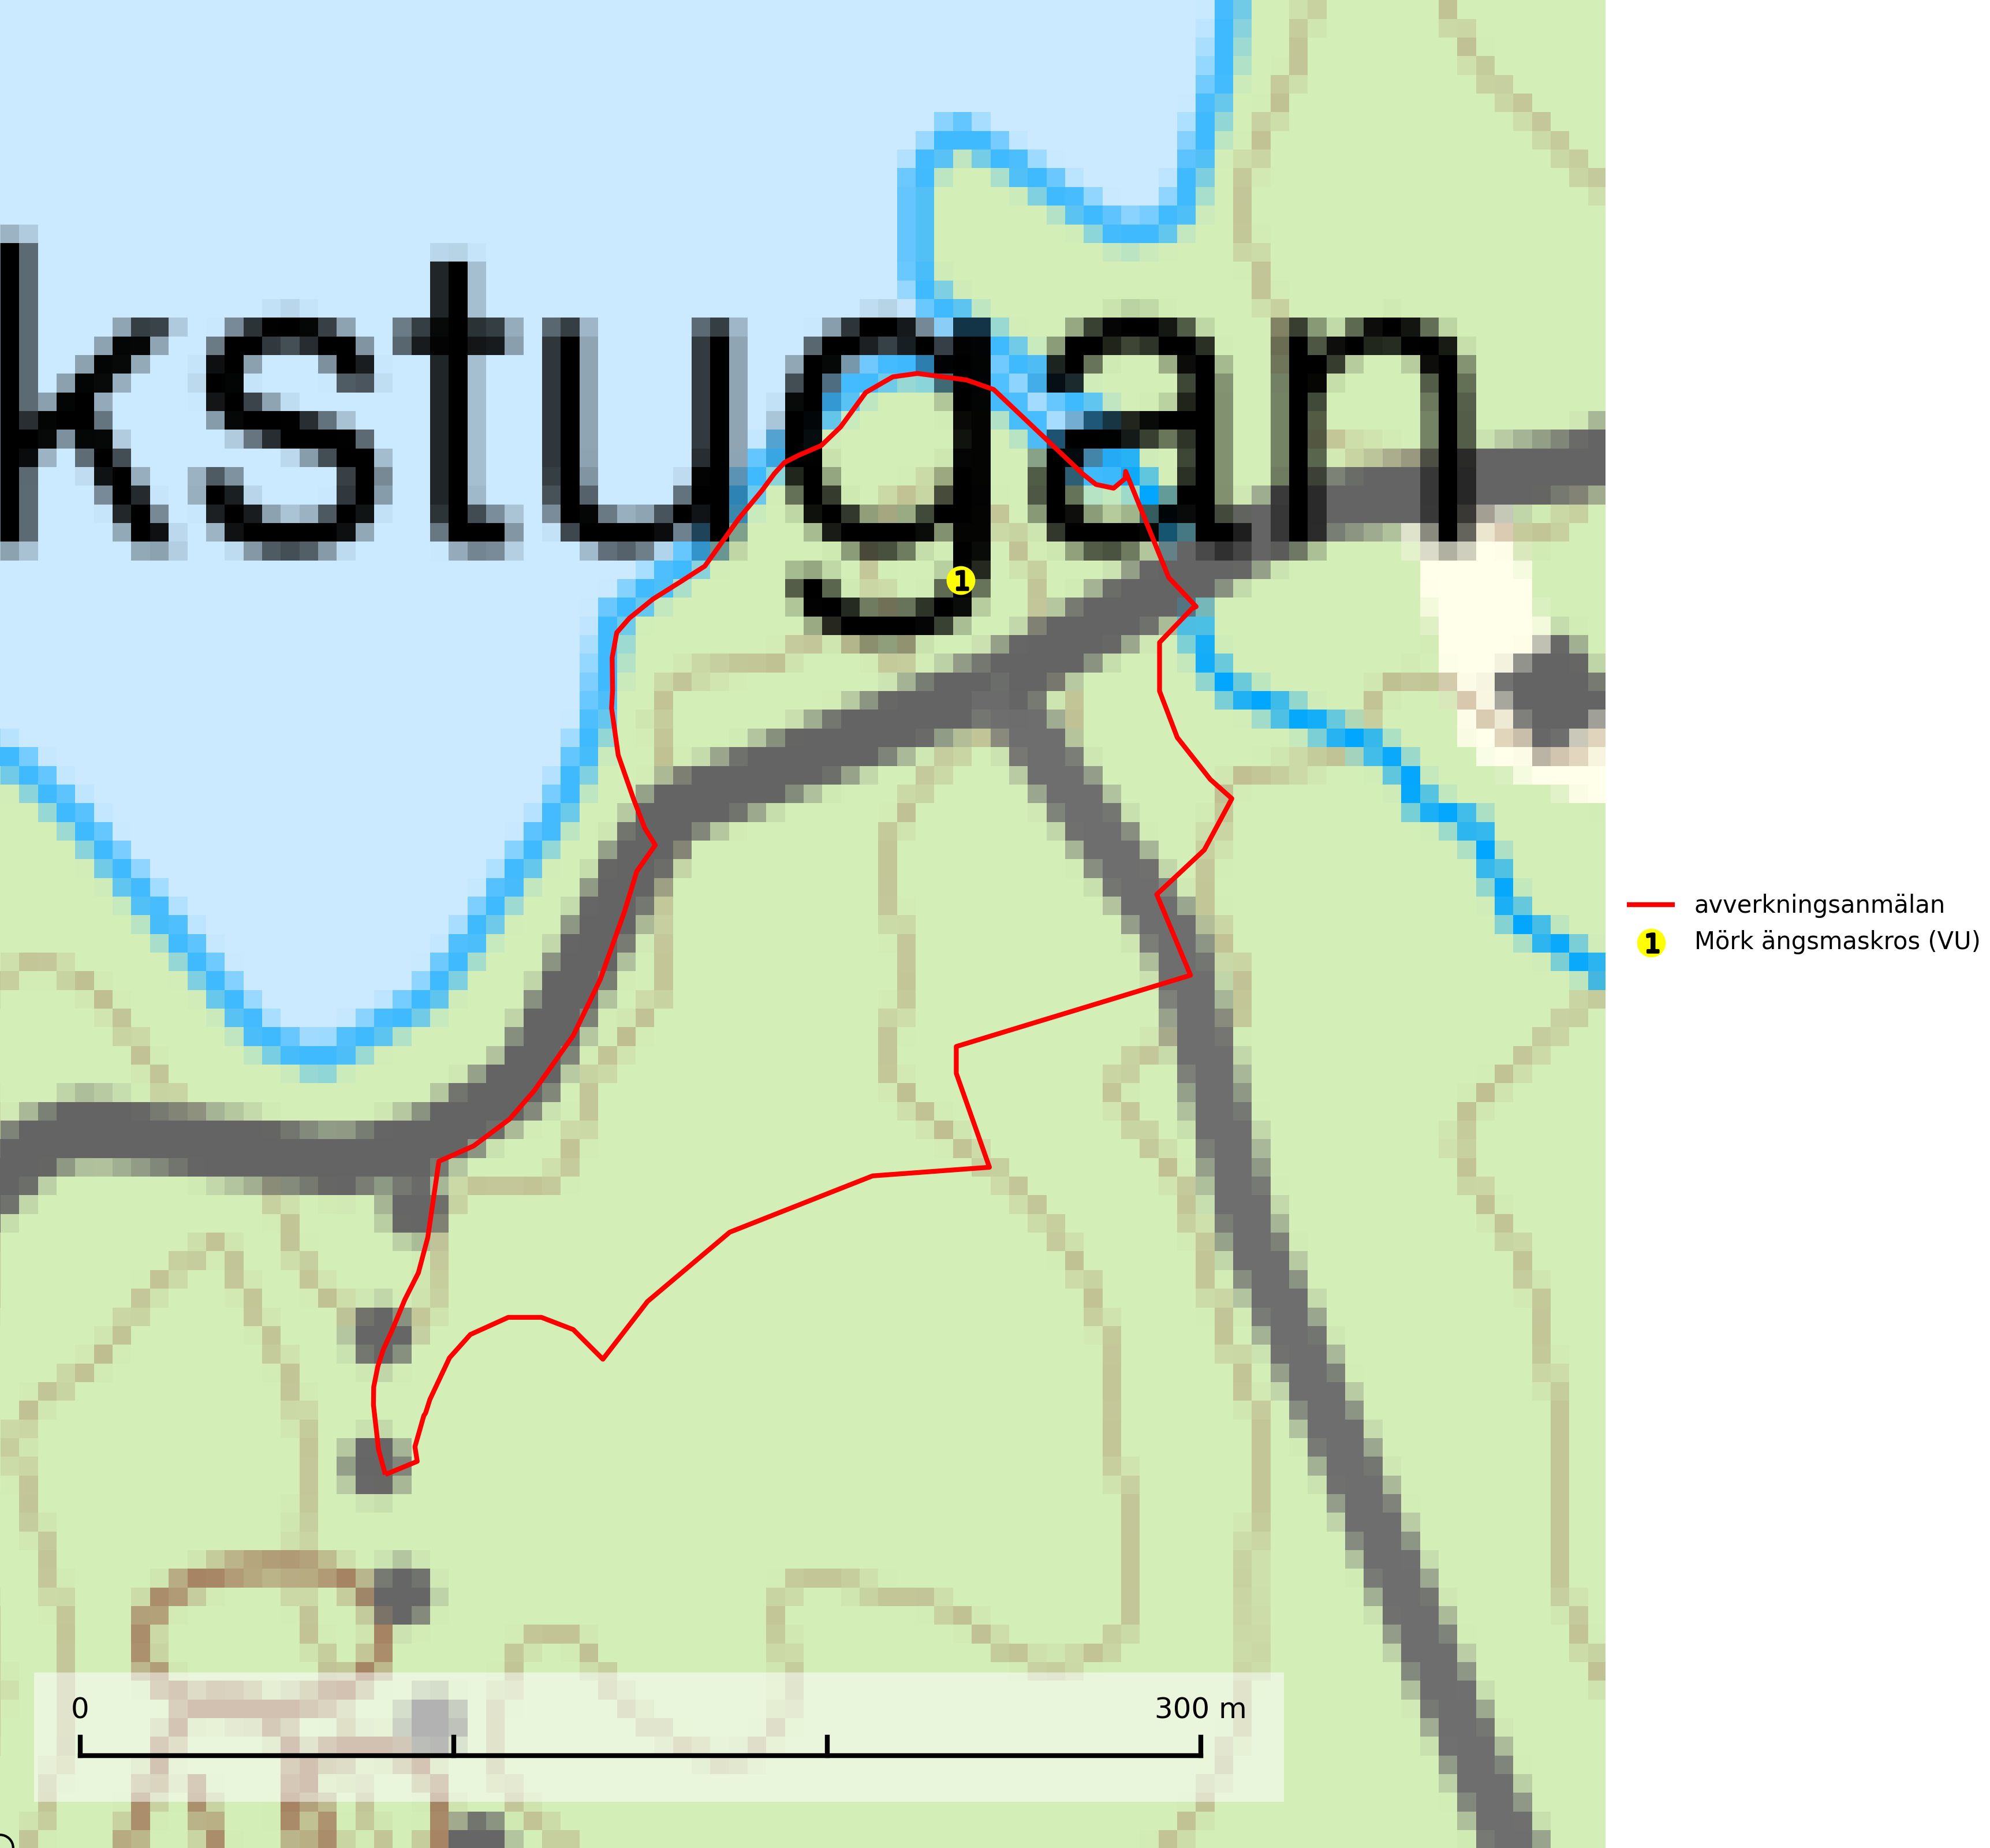 kstugan
1
avverkningsanmälan
1 Mörk ängsmaskros (VU)
0 300 m